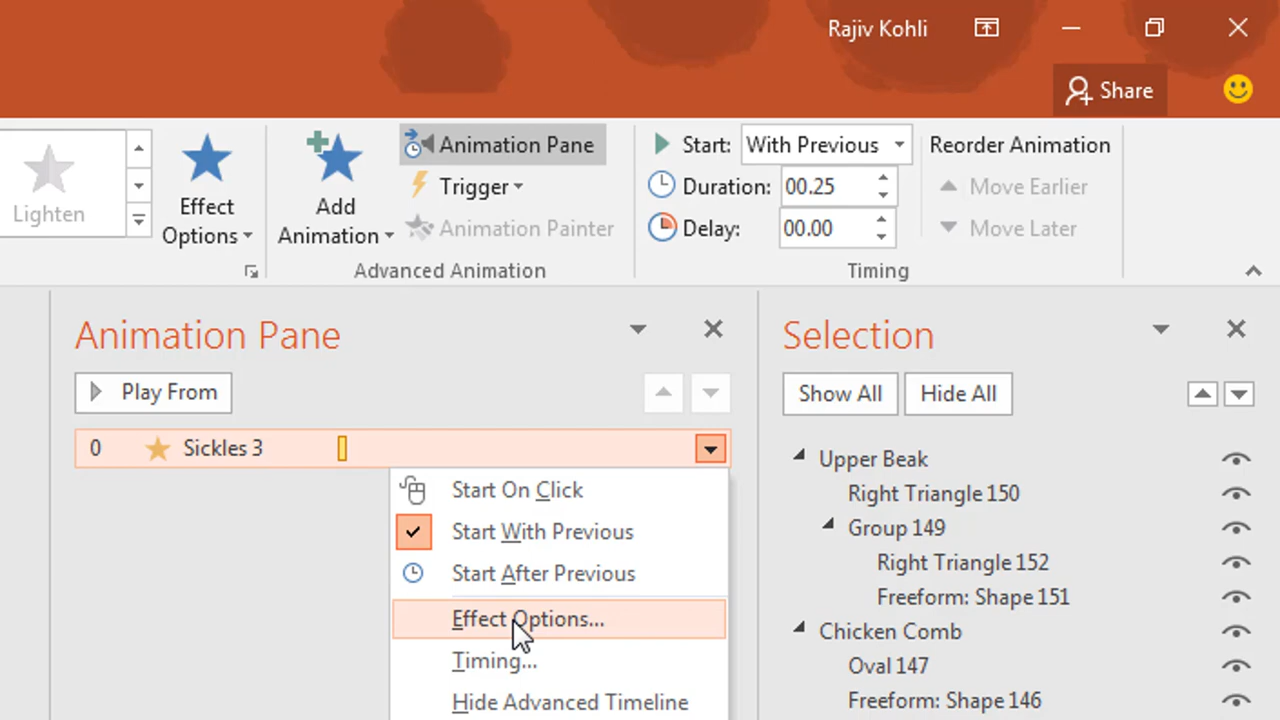 Rajiv Kohli
Share
Lighten
Effect
Options
Add
Animation
Animation Pane
Trigger
Animation Painter
Advanced Animation
Start: With Previous
Duration: 00.25
Delay: 00.00
Timing
Reorder Animation
Move Earlier
Move Later
Animation Pane
Play From
0 Sickles 3
Start On Click
Start With Previous
Start After Previous
Effect Options...
Timing...
Hide Advanced Timeline
Selection
Show All Hide All
Upper Beak
Right Triangle 150
Group 149
Right Triangle 152
Freeform: Shape 151
Chicken Comb
Oval 147
Freeform: Shape 146